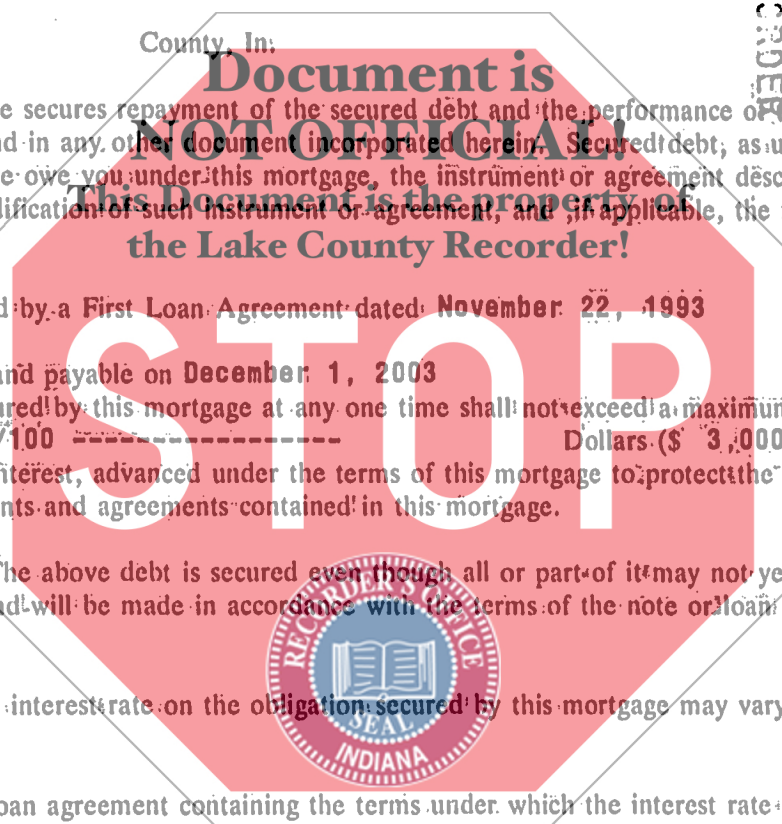 County, In
Document is
e secures repayment of the secured debt and the performance of
NOT OFFICIAL!
nd in any other document incorporated herein. Secured debt, as u
e owe you under this mortgage, the instrument or agreement desc
This Document is the property of
dification of such instrument or agreement, and, if applicable, the
the Lake County Recorder!
d by a First Loan Agreement dated November 22, 1993
STOP
and payable on December 1, 2003
ured by this mortgage at any one time shall not exceed a maximum
/100 ------------------- Dollars ($ 3,000
nterest, advanced under the terms of this mortgage to protect the
nts and agreements contained in this mortgage.
The above debt is secured even though all or part of it may not ye
nd will be made in accordance with the terms of the note or loan
RECORDER'S OFFICE
SEAL
INDIANA
interest rate on the obligation secured by this mortgage may vary
oan agreement containing the terms under which the interest rate
ORDER